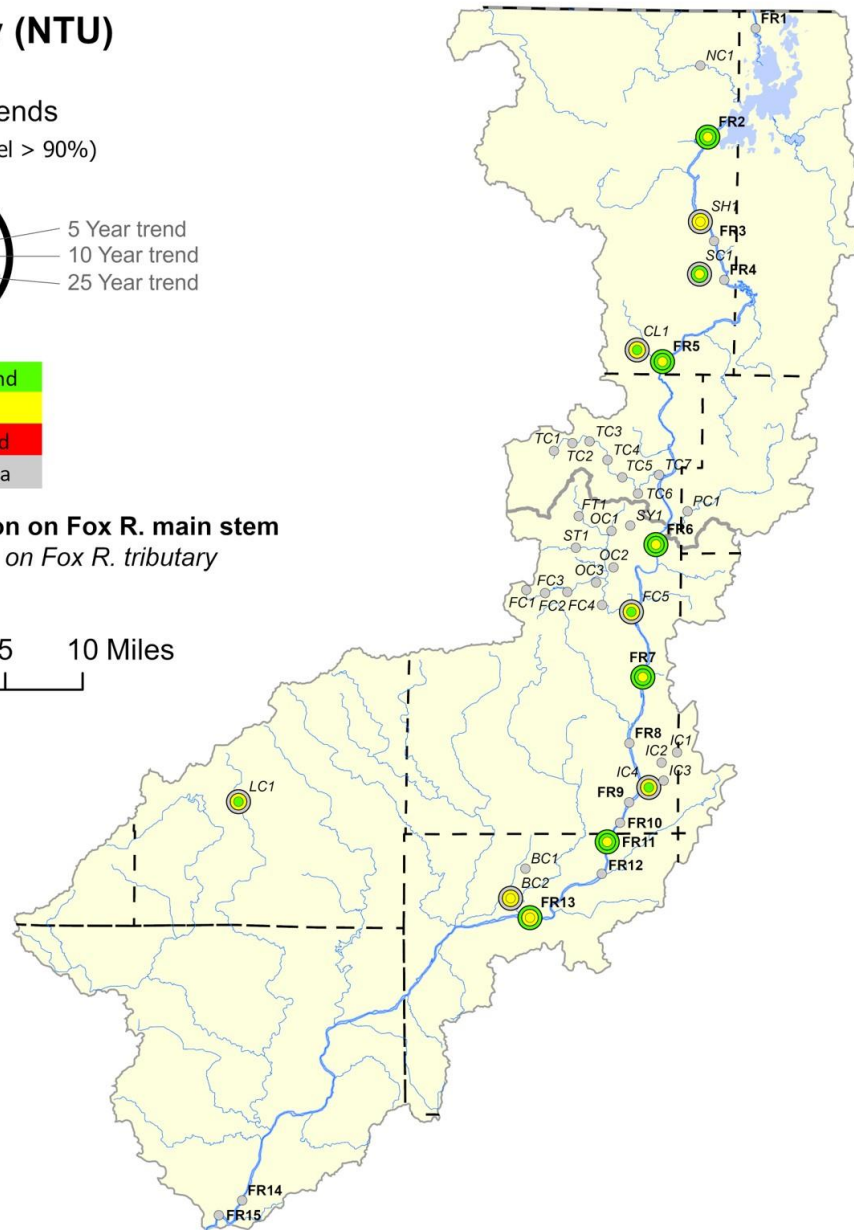 y (NTU)
ends
el > 90%)
5 Year trend
10 Year trend
25 Year trend
nd
d
a
on on Fox R. main stem
on Fox R. tributary
5 10 Miles
FR1
NC1
FR2
SH1
FR3
SC1
FR4
CL1
FR5
TC3
TC1
TC2
TC4
TC5
TC7
TC6
FT1
PC1
OC1
SY1
FR6
ST1
OC2
OC3
FC3
FC1
FC2
FC4
FC5
FR7
FR8
IC1
IC2
IC4
IC3
LC1
FR9
FR10
FR11
BC1
FR12
BC2
FR13
FR14
FR15